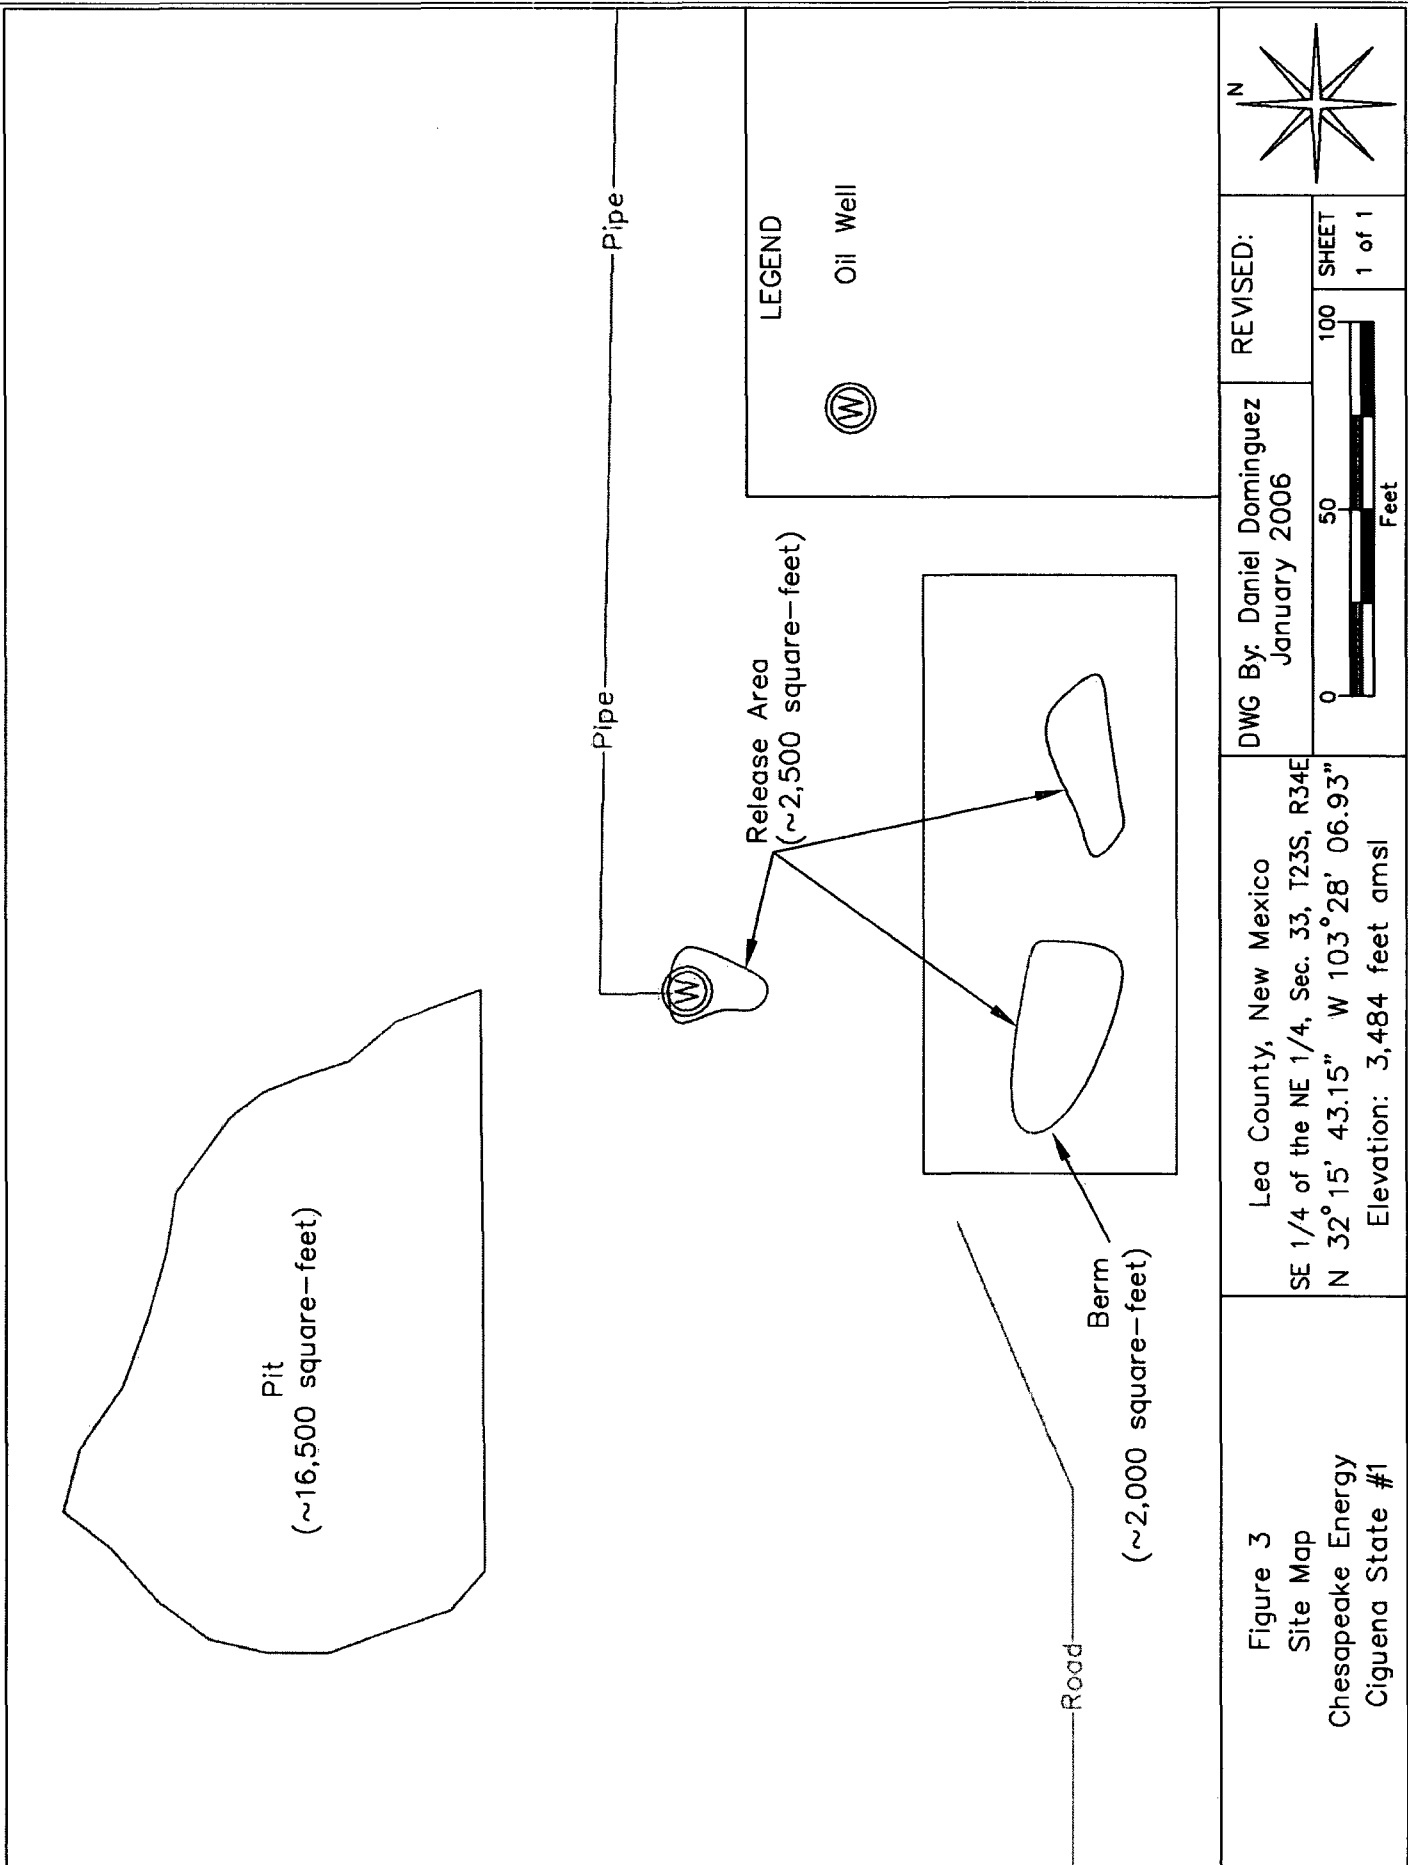 Pit
(~16,500 square-feet)
Pipe
Pipe
W
Release Area
(~2,500 square-feet)
LEGEND
W
Oil Well
Berm
(~2,000 square-feet)
Road
Figure 3
Site Map
Chesapeake Energy
Ciguena State #1
Lea County, New Mexico
SE 1/4 of the NE 1/4, Sec. 33, T23S, R34E
N 32°15' 43.15" W 103°28' 06.93"
Elevation: 3,484 feet amsl
DWG By: Daniel Dominguez
January 2006
REVISED:
0 50 100
Feet
SHEET
1 of 1
N